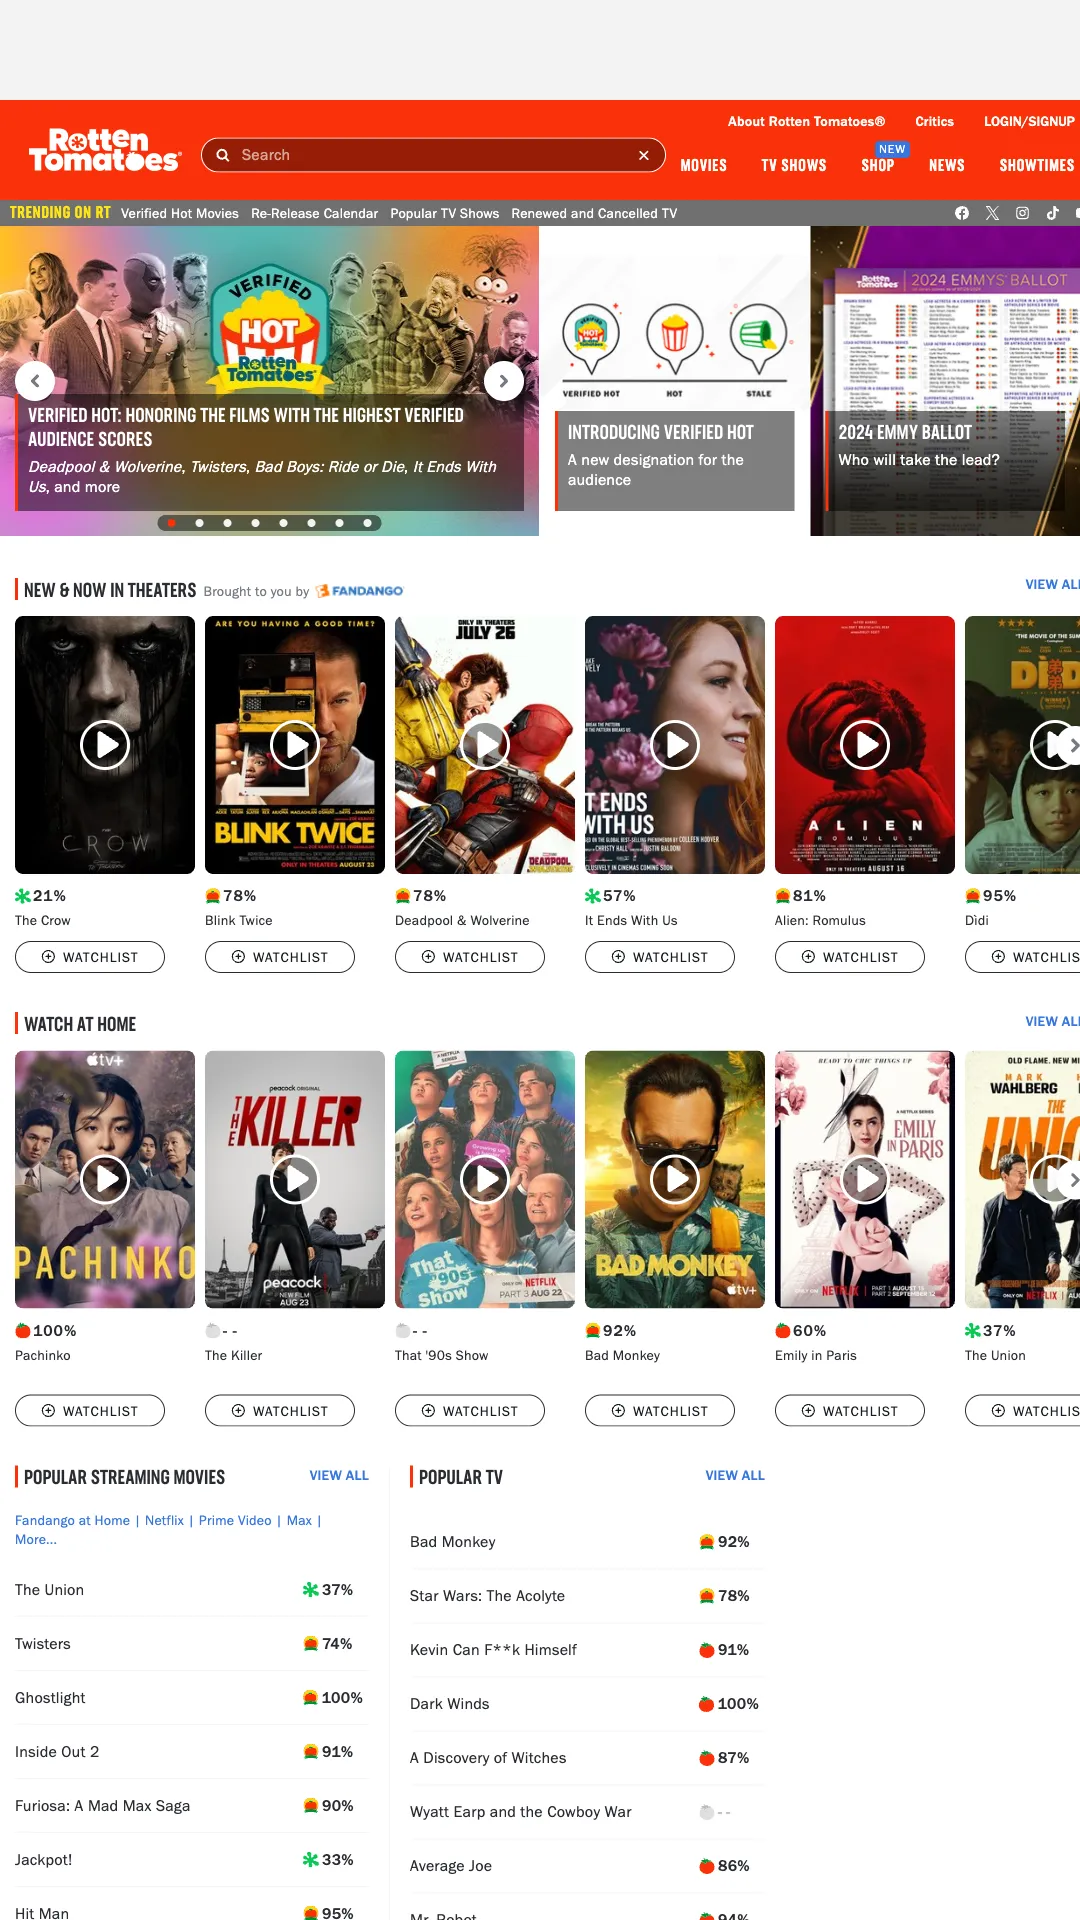 About Rotten Tomatoes®
Critics
LOGIN/SIGNUP
Rotten
Tomatoes®
Search
MOVIES
TV SHOWS
SHOP
NEW
NEWS
SHOWTIMES
TRENDING ON RT
Verified Hot Movies
Re-Release Calendar
Popular TV Shows
Renewed and Cancelled TV
VERIFIED
HOT
Rotten
Tomatoes
VERIFIED HOT: HONORING THE FILMS WITH THE HIGHEST VERIFIED
AUDIENCE SCORES
Deadpool & Wolverine, Twisters, Bad Boys: Ride or Die, It Ends With
Us, and more
VERIFIED HOT
HOT
STALE
INTRODUCING VERIFIED HOT
A new designation for the
audience
Rotten
Tomatoes
2024 EMMYS BALLOT
2024 EMMY BALLOT
Who will take the lead?
NEW & NOW IN THEATERS
Brought to you by FANDANGO
VIEW ALL
THE
CROW
ARE YOU HAVING A GOOD TIME?
BLINK TWICE
ONLY IN THEATERS AUGUST 23
ONLY IN THEATERS
JULY 26
DEADPOOL
IT ENDS
WITH US
ALIEN
ROMULUS
AUGUST 16
21%
The Crow
WATCHLIST
78%
Blink Twice
WATCHLIST
78%
Deadpool & Wolverine
WATCHLIST
57%
It Ends With Us
WATCHLIST
81%
Alien: Romulus
WATCHLIST
95%
Dìdi
WATCHLIS
WATCH AT HOME
VIEW ALL
tv+
PACHINKO
peacock ORIGINAL
THE KILLER
peacock
NEW FILM
AUG 23
A NETFLIX
SERIES
That
'90s
Show
ONLY ON NETFLIX
PART 3 AUG 22
BAD MONKEY
tv+
READY TO CHIC THINGS UP
A NETFLIX SERIES
EMILY
IN PARIS
NETFLIX
OLD FLAME. NEW MI
MARK
WAHLBERG
THE
UNIO
ONLY ON NETFLIX
100%
Pachinko
WATCHLIST
- -
The Killer
WATCHLIST
- -
That '90s Show
WATCHLIST
92%
Bad Monkey
WATCHLIST
60%
Emily in Paris
WATCHLIST
37%
The Union
WATCHLIS
POPULAR STREAMING MOVIES
VIEW ALL
Fandango at Home | Netflix | Prime Video | Max |
More...
The Union 37%
Twisters 74%
Ghostlight 100%
Inside Out 2 91%
Furiosa: A Mad Max Saga 90%
Jackpot! 33%
Hit Man 95%
POPULAR TV
VIEW ALL
Bad Monkey 92%
Star Wars: The Acolyte 78%
Kevin Can F**k Himself 91%
Dark Winds 100%
A Discovery of Witches 87%
Wyatt Earp and the Cowboy War - -
Average Joe 86%
Mr. Robot 94%